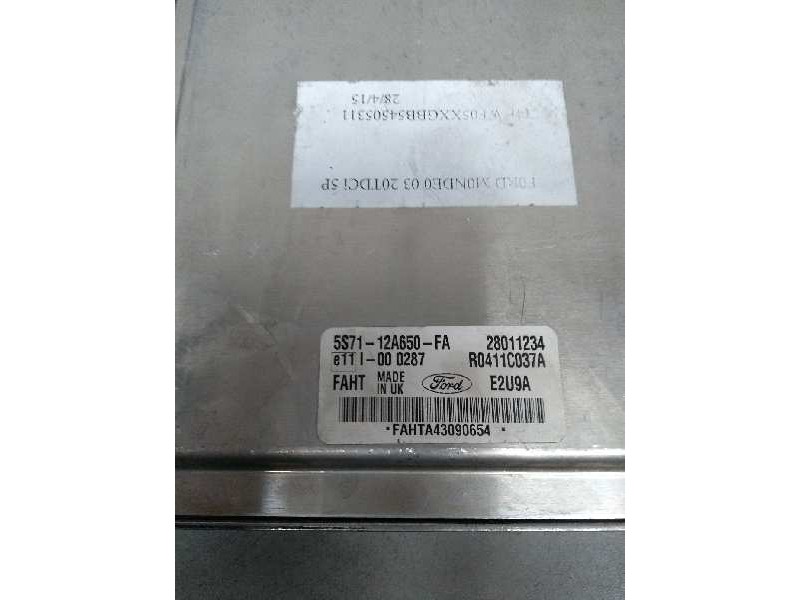 FORD MONDEO 03 20TDCi 5P
WF05XXGBB54505311
28/4/15
5S71-12A650-FA 28011234
e11 I-00 0287 R0411C037A
FAHT MADE IN UK Ford E2U9A
*FAHTA43090654*